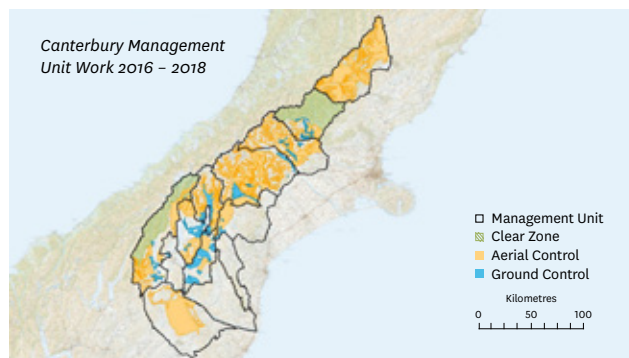 Canterbury Management
Unit Work 2016 – 2018
Management Unit
Clear Zone
Aerial Control
Ground Control
Kilometres
0 50 100